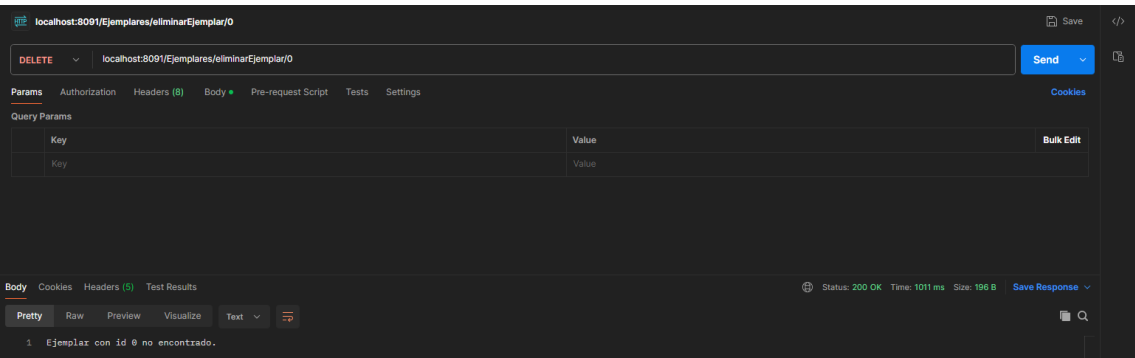 HTTP localhost:8091/Ejemplares/eliminarEjemplar/0 Save </>
DELETE localhost:8091/Ejemplares/eliminarEjemplar/0 Send
Params Authorization Headers (8) Body Pre-request Script Tests Settings Cookies
Query Params
Key Value Bulk Edit
Key Value
Body Cookies Headers (5) Test Results Status: 200 OK Time: 1011 ms Size: 196 B Save Response
Pretty Raw Preview Visualize Text
1 Ejemplar con id 0 no encontrado.